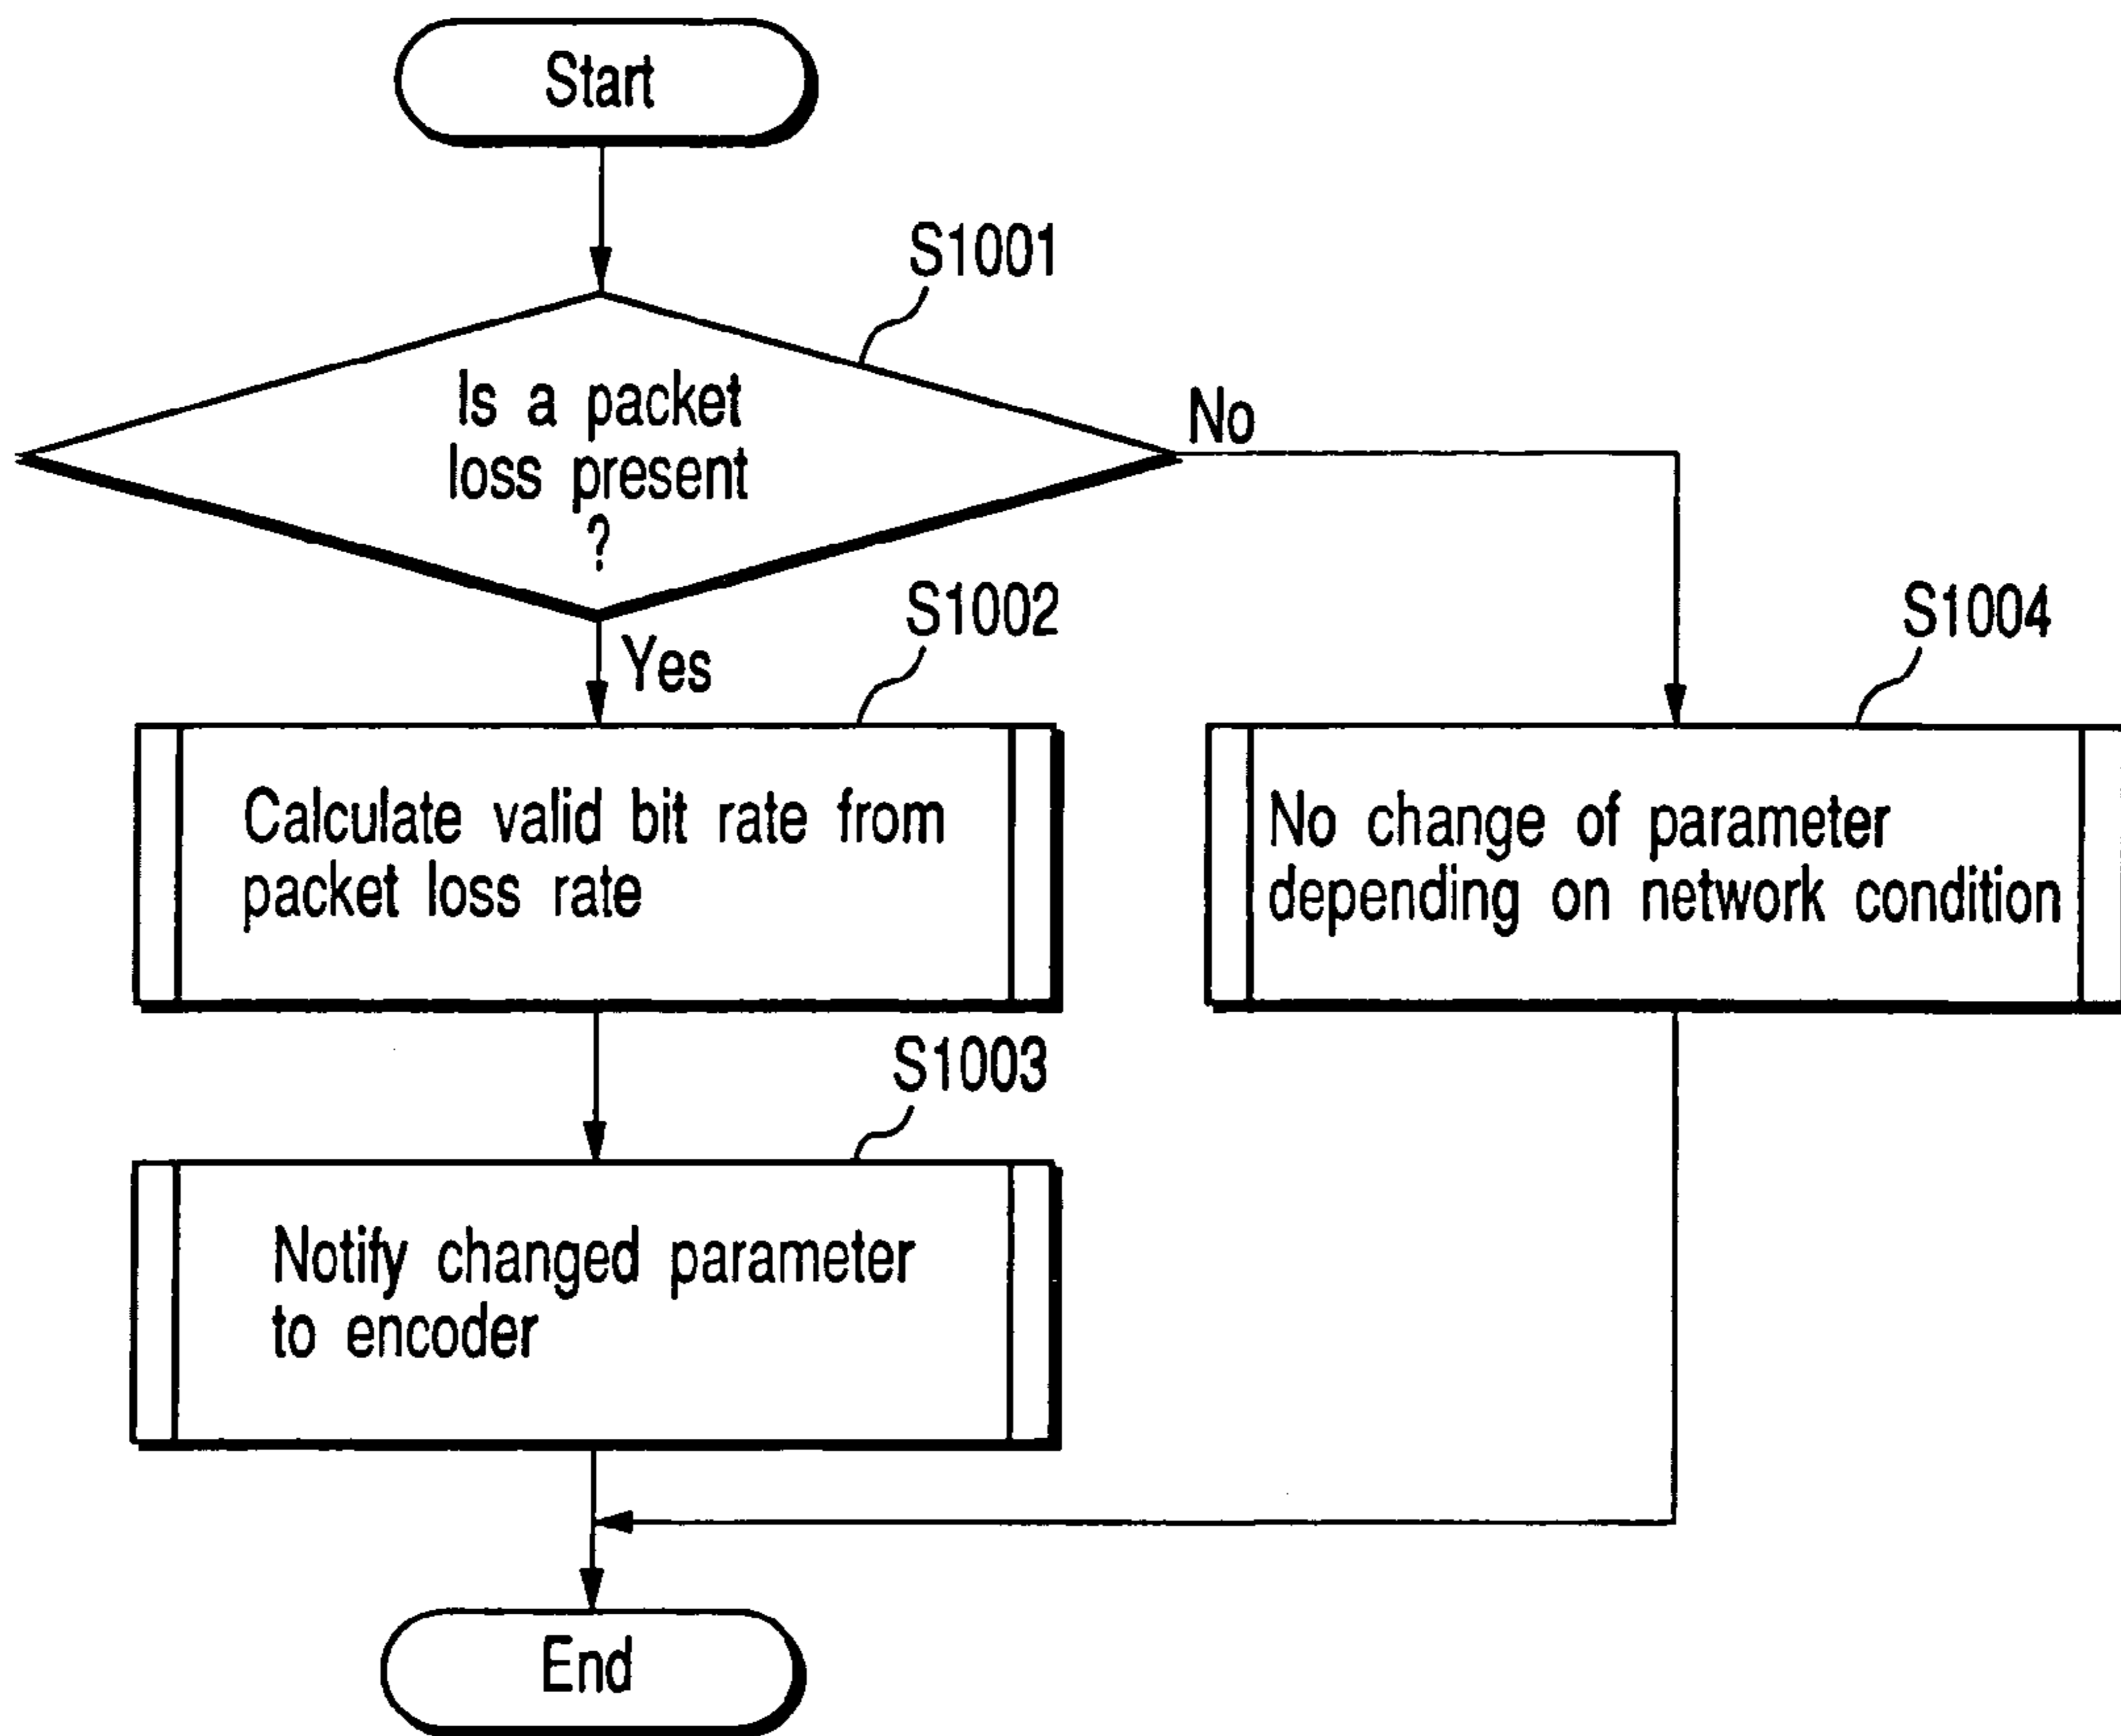 Start
S1001
Is a packet
loss present
?
No
Yes
S1002
S1004
Calculate valid bit rate from
packet loss rate
No change of parameter
depending on network condition
S1003
Notify changed parameter
to encoder
End